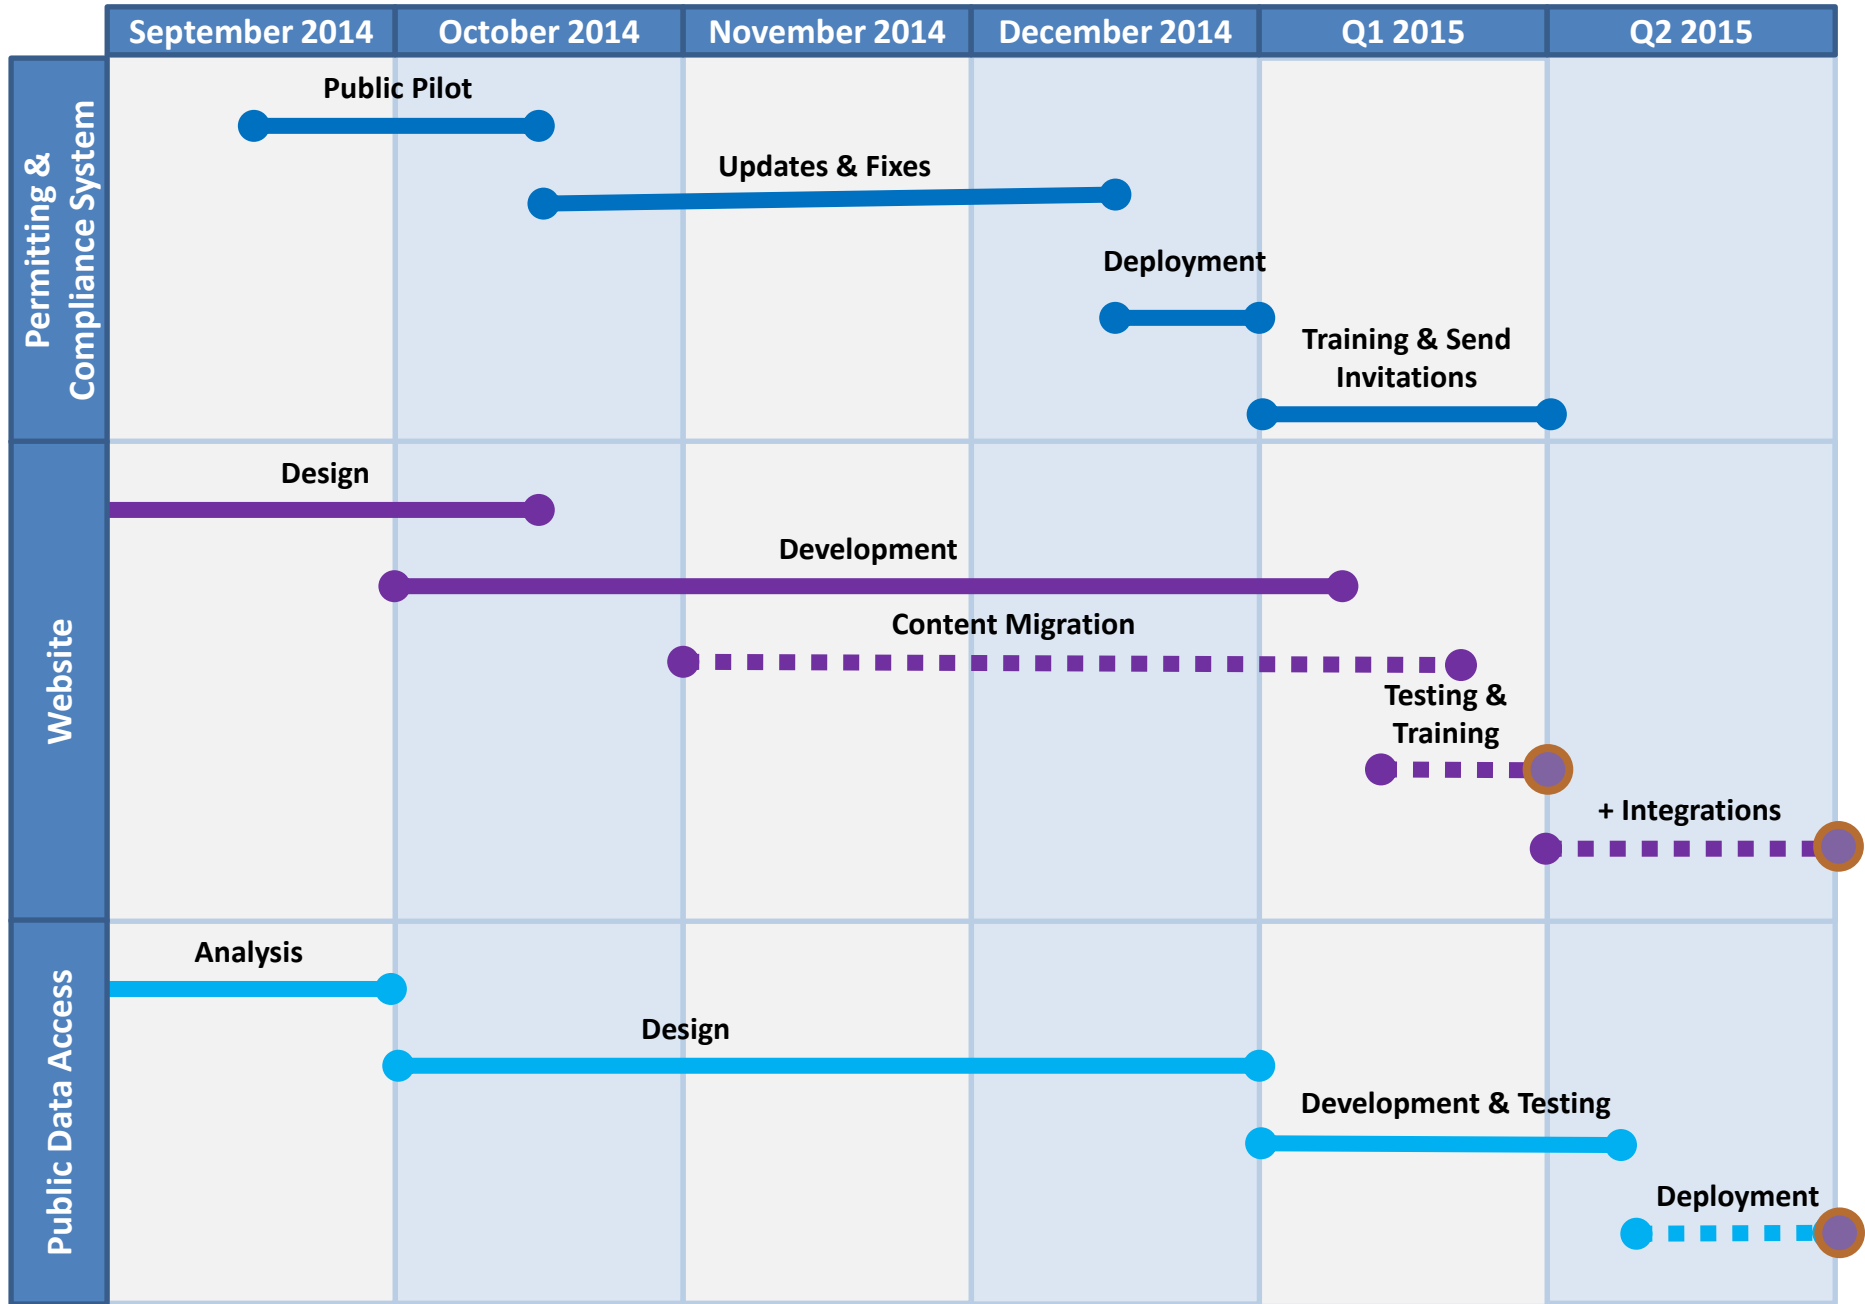 September 2014
October 2014
November 2014
December 2014
Q1 2015
Q2 2015
Permitting &
Compliance System
Public Pilot
Updates & Fixes
Deployment
Training & Send
Invitations
Website
Design
Development
Content Migration
Testing &
Training
+ Integrations
Public Data Access
Analysis
Design
Development & Testing
Deployment